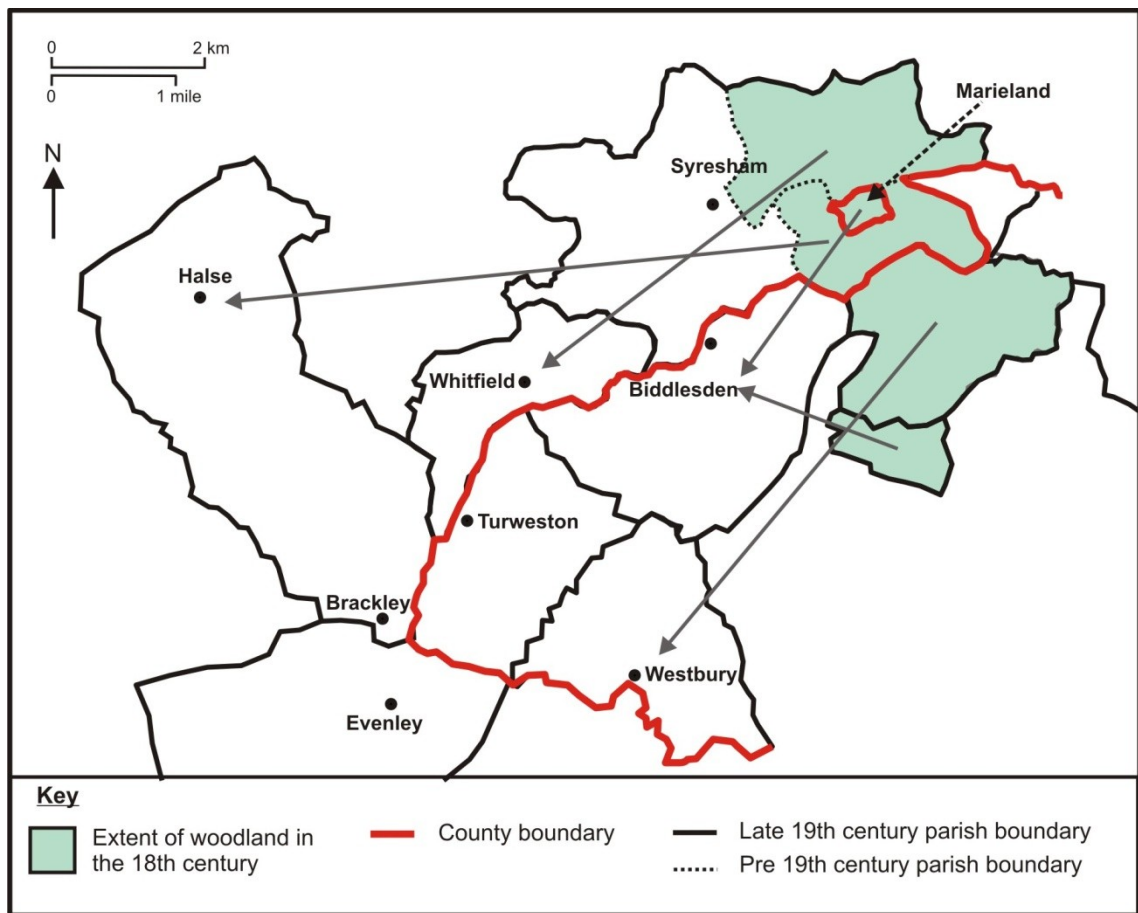 0 2 km
0 1 mile
N
Marieland
Syresham
Halse
Whitfield
Biddlesden
Turweston
Brackley
Westbury
Evenley
Key
Extent of woodland in
the 18th century
County boundary
Late 19th century parish boundary
Pre 19th century parish boundary